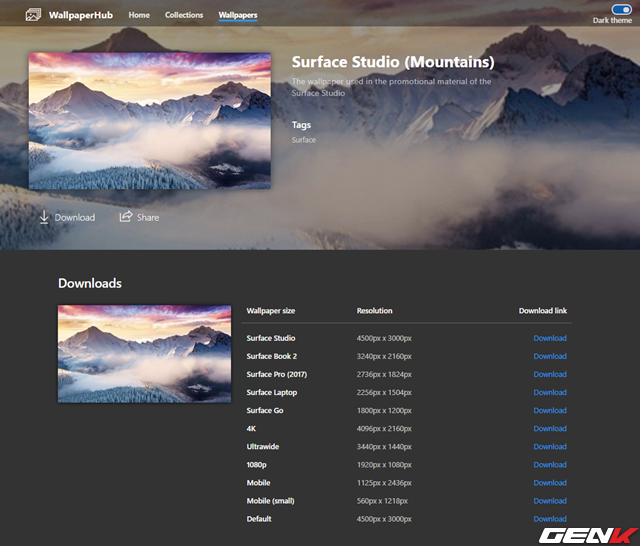 WallpaperHub Home Collections Wallpapers
Dark theme
Surface Studio (Mountains)
The wallpaper used in the promotional material of the
Surface Studio
Tags
Surface
Download Share
Downloads
Wallpaper size Resolution Download link
Surface Studio 4500px x 3000px Download
Surface Book 2 3240px x 2160px Download
Surface Pro (2017) 2736px x 1824px Download
Surface Laptop 2256px x 1504px Download
Surface Go 1800px x 1200px Download
4K 4096px x 2160px Download
Ultrawide 3440px x 1440px Download
1080p 1920px x 1080px Download
Mobile 1125px x 2436px Download
Mobile (small) 560px x 1218px Download
Default 4500px x 3000px Download
GENK